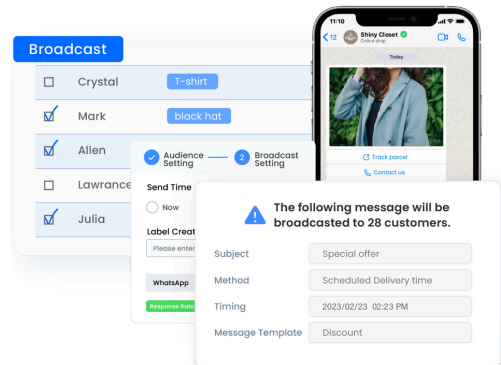 Broadcast
Crystal
T-shirt
Mark
black hat
Allen
Lawrance
Julia
11:10
12
Shiny Closet
Online shop
Today
Track parcel
Contact us
Audience
Setting
2
Broadcast
Setting
Send Time
Now
Label Creat
Please enter
WhatsApp
Response Rate
The following message will be
broadcasted to 28 customers.
Subject
Special offer
Method
Scheduled Delivery time
Timing
2023/02/23 02:23 PM
Message Template
Discount